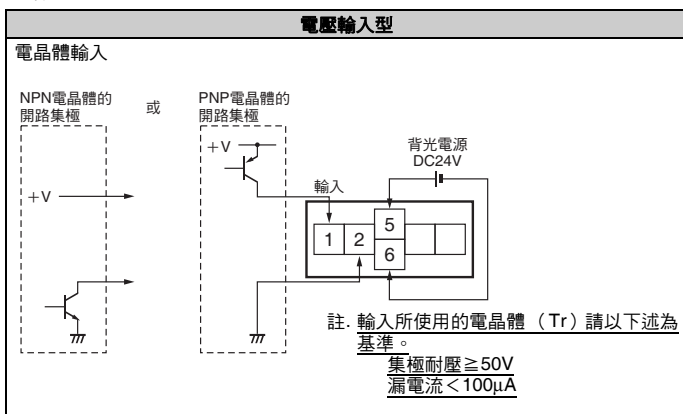 電壓輸入型
電晶體輸入
NPN電晶體的
開路集極
或
PNP電晶體的
開路集極
+V
+V
輸入
背光電源
DC24V
1 2 5
6
註. 輸入所使用的電晶體（Tr）請以下述為
基準。
集極耐壓≧50V
漏電流＜100μA